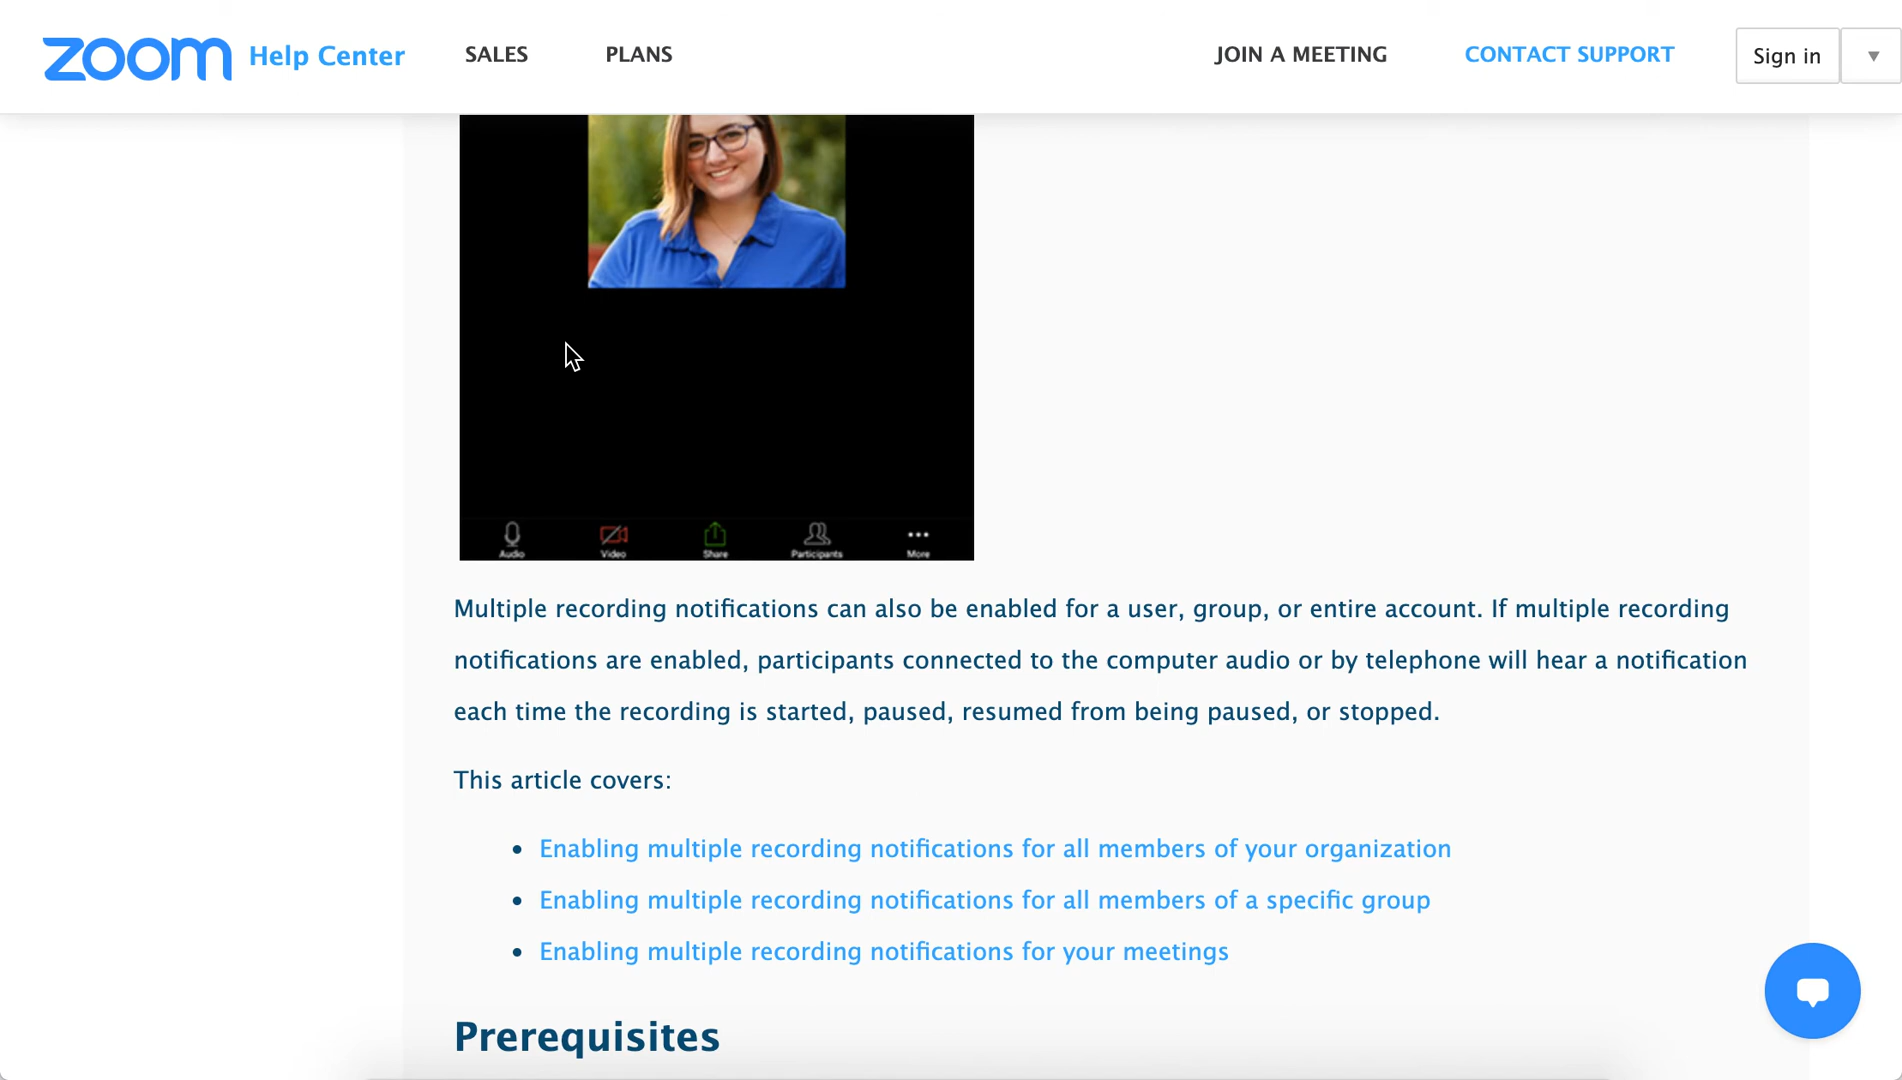 zoom Help Center SALES PLANS JOIN A MEETING CONTACT SUPPORT Sign in
Audio Video Share Participants More
Multiple recording notifications can also be enabled for a user, group, or entire account. If multiple recording
notifications are enabled, participants connected to the computer audio or by telephone will hear a notification
each time the recording is started, paused, resumed from being paused, or stopped.
This article covers:
• Enabling multiple recording notifications for all members of your organization
• Enabling multiple recording notifications for all members of a specific group
• Enabling multiple recording notifications for your meetings
Prerequisites